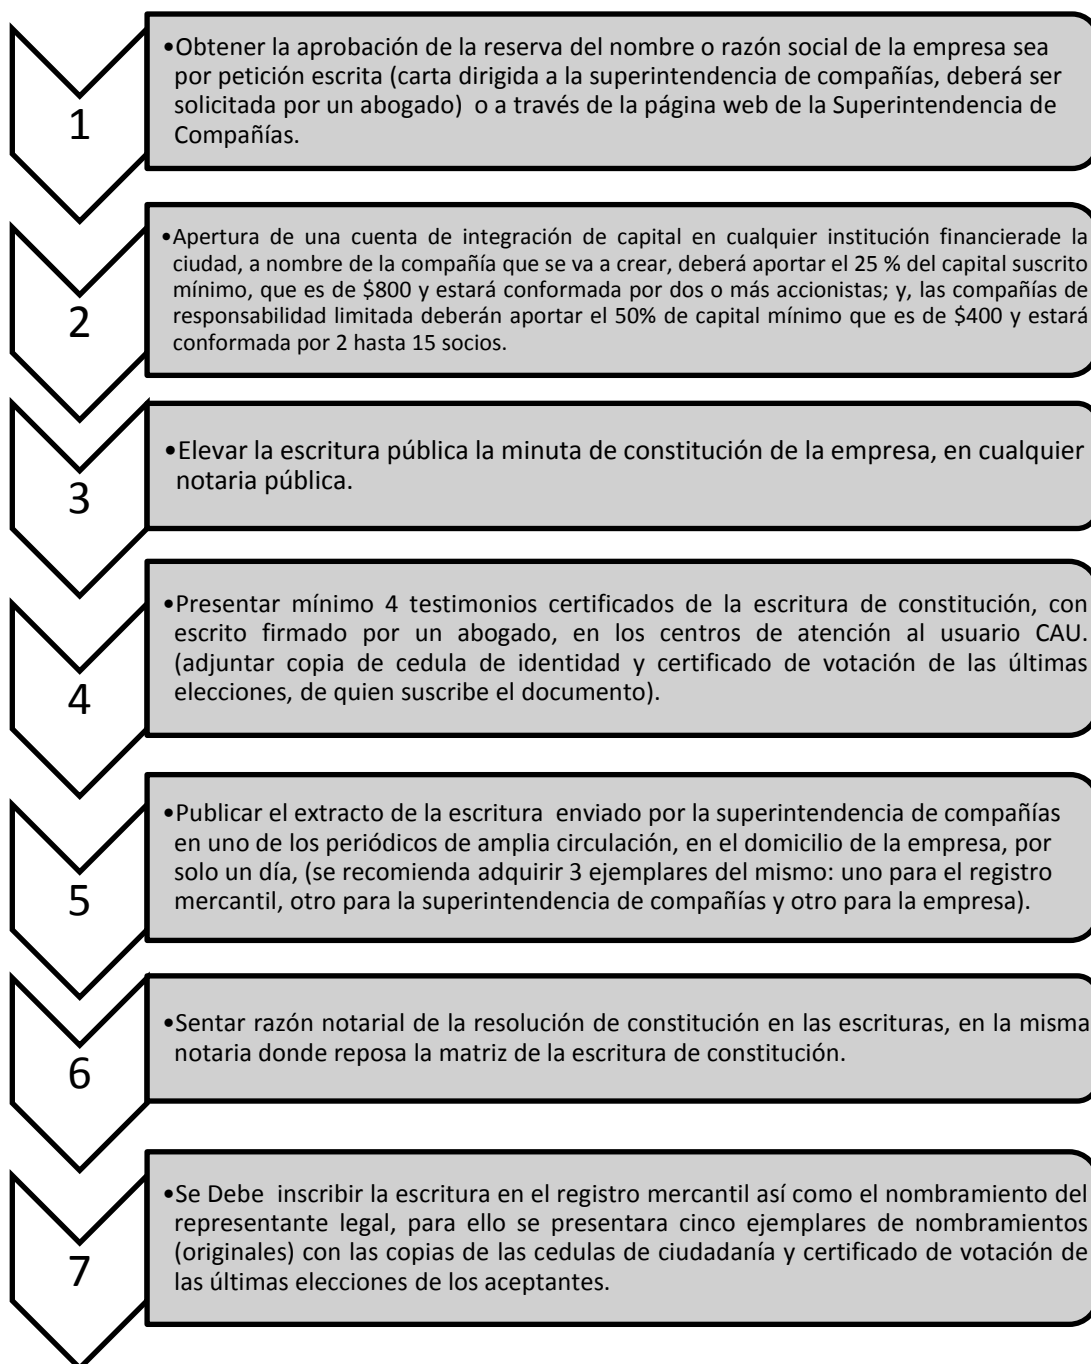 1
•Obtener la aprobación de la reserva del nombre o razón social de la empresa sea
por petición escrita (carta dirigida a la superintendencia de compañías, deberá ser
solicitada por un abogado)  o a través de la página web de la Superintendencia de
Compañías.
2
•Apertura de una cuenta de integración de capital en cualquier institución financierade la
ciudad, a nombre de la compañía que se va a crear, deberá aportar el 25 % del capital suscrito
mínimo, que es de $800 y estará conformada por dos o más accionistas; y, las compañías de
responsabilidad limitada deberán aportar el 50% de capital mínimo que es de $400 y estará
conformada por 2 hasta 15 socios.
3
•Elevar la escritura pública la minuta de constitución de la empresa, en cualquier
notaria pública.
4
•Presentar mínimo 4 testimonios certificados de la escritura de constitución, con
escrito firmado por un abogado, en los centros de atención al usuario CAU.
(adjuntar copia de cedula de identidad y certificado de votación de las últimas
elecciones, de quien suscribe el documento).
5
•Publicar el extracto de la escritura  enviado por la superintendencia de compañías
en uno de los periódicos de amplia circulación, en el domicilio de la empresa, por
solo un día, (se recomienda adquirir 3 ejemplares del mismo: uno para el registro
mercantil, otro para la superintendencia de compañías y otro para la empresa).
6
•Sentar razón notarial de la resolución de constitución en las escrituras, en la misma
notaria donde reposa la matriz de la escritura de constitución.
7
•Se Debe  inscribir la escritura en el registro mercantil así como el nombramiento del
representante legal, para ello se presentara cinco ejemplares de nombramientos
(originales) con las copias de las cedulas de ciudadanía y certificado de votación de
las últimas elecciones de los aceptantes.